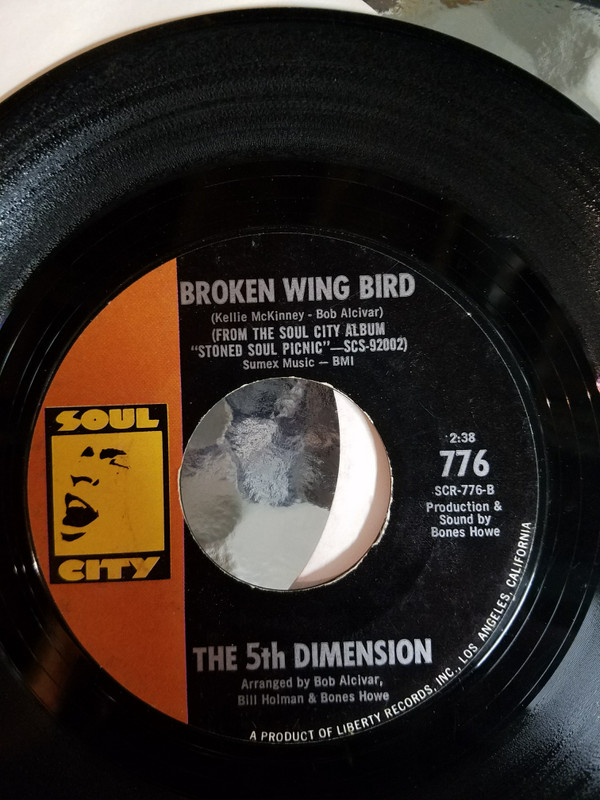 BROKEN WING BIRD
(Kellie McKinney - Bob Alcivar)
(FROM THE SOUL CITY ALBUM
"STONED SOUL PICNIC"—SCS-92002)
Sumex Music — BMI
SOUL
CITY
2:38
776
SCR-776-B
Production &
Sound by
Bones Howe
THE 5th DIMENSION
Arranged by Bob Alcivar,
Bill Holman & Bones Howe
A PRODUCT OF LIBERTY RECORDS, INC., LOS ANGELES, CALIFORNIA